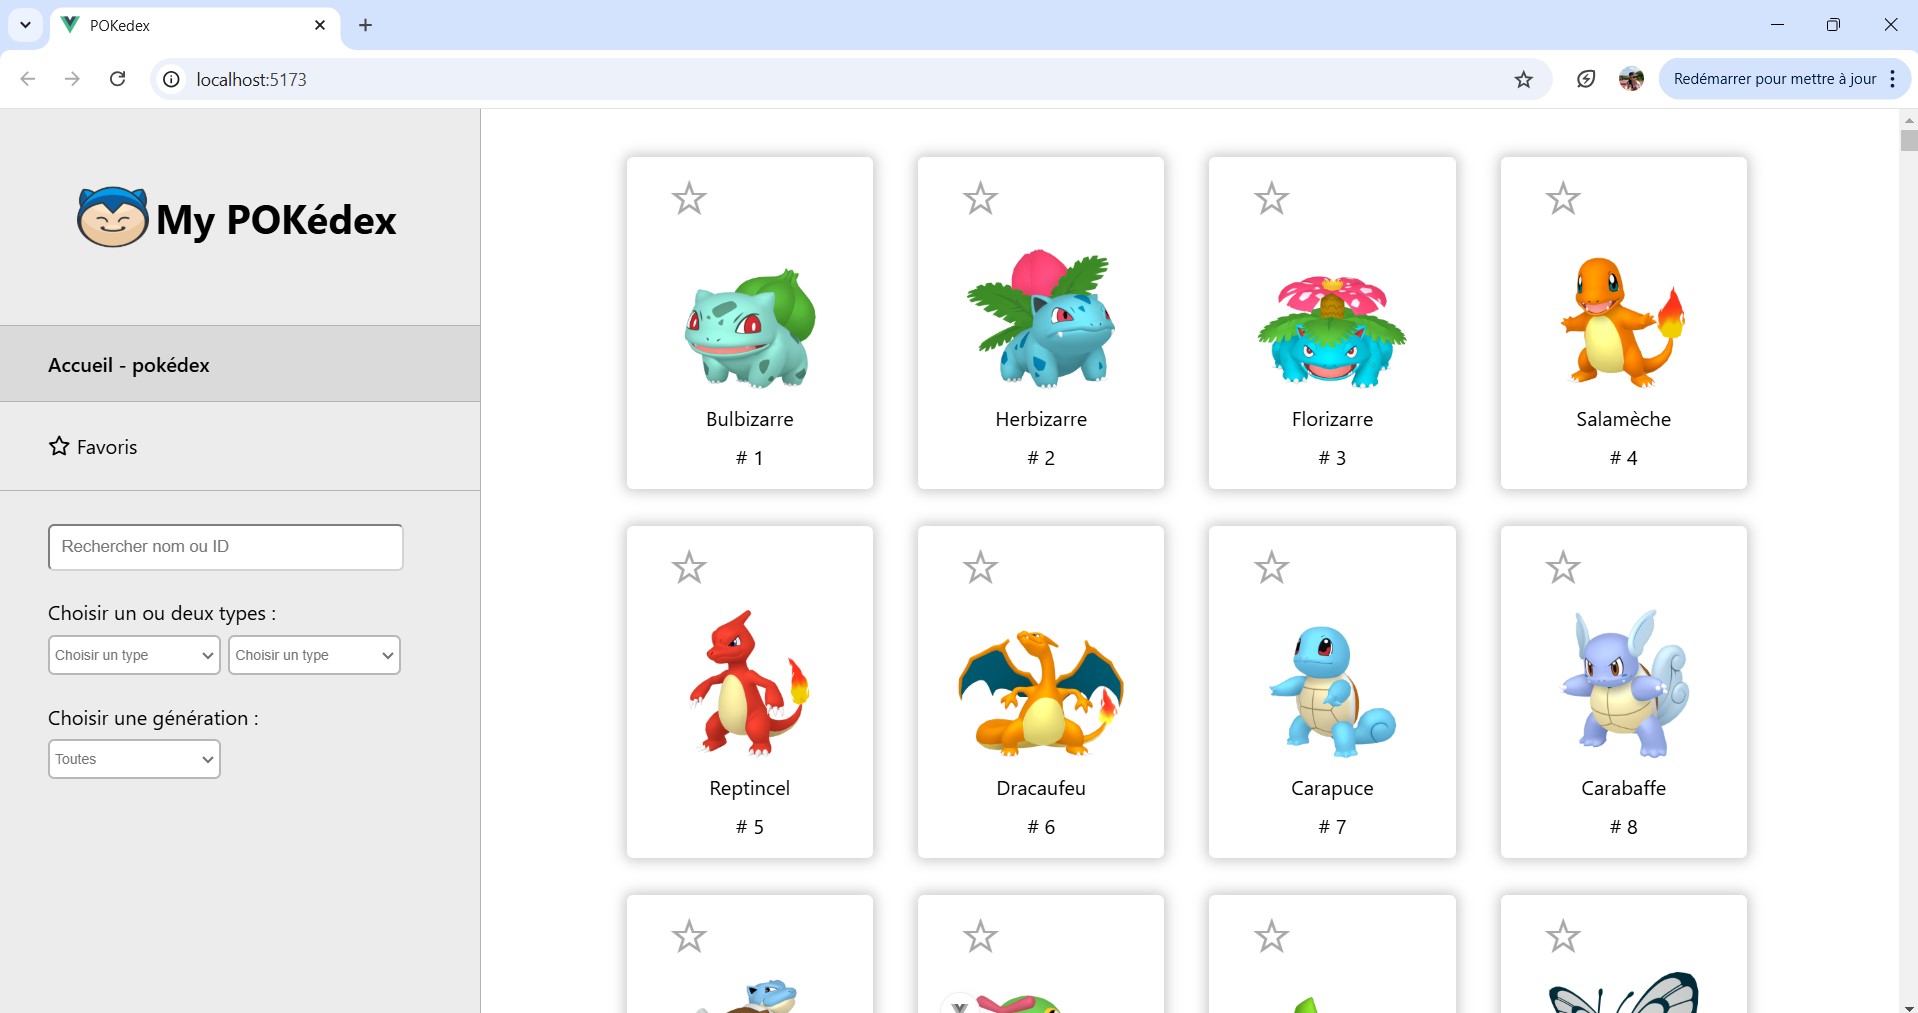 POKedex
localhost:5173
Redémarrer pour mettre à jour
My POKédex
Accueil - pokédex
Favoris
Rechercher nom ou ID
Choisir un ou deux types :
Choisir un type
Choisir un type
Choisir une génération :
Toutes
Bulbizarre
# 1
Herbizarre
# 2
Florizarre
# 3
Salamèche
# 4
Reptincel
# 5
Dracaufeu
# 6
Carapuce
# 7
Carabaffe
# 8